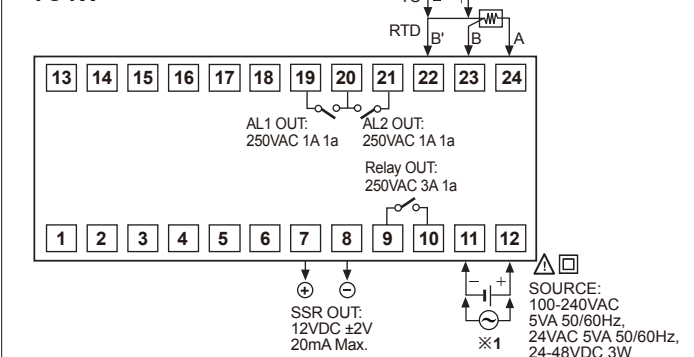 RTD
B'
B
A
13 14 15 16 17 18 19 20 21 22 23 24
AL1 OUT:
250VAC 1A 1a
AL2 OUT:
250VAC 1A 1a
Relay OUT:
250VAC 3A 1a
1 2 3 4 5 6 7 8 9 10 11 12
SSR OUT:
12VDC ±2V
20mA Max.
※1
SOURCE:
100-240VAC
5VA 50/60Hz,
24VAC 5VA 50/60Hz,
24-48VDC 3W